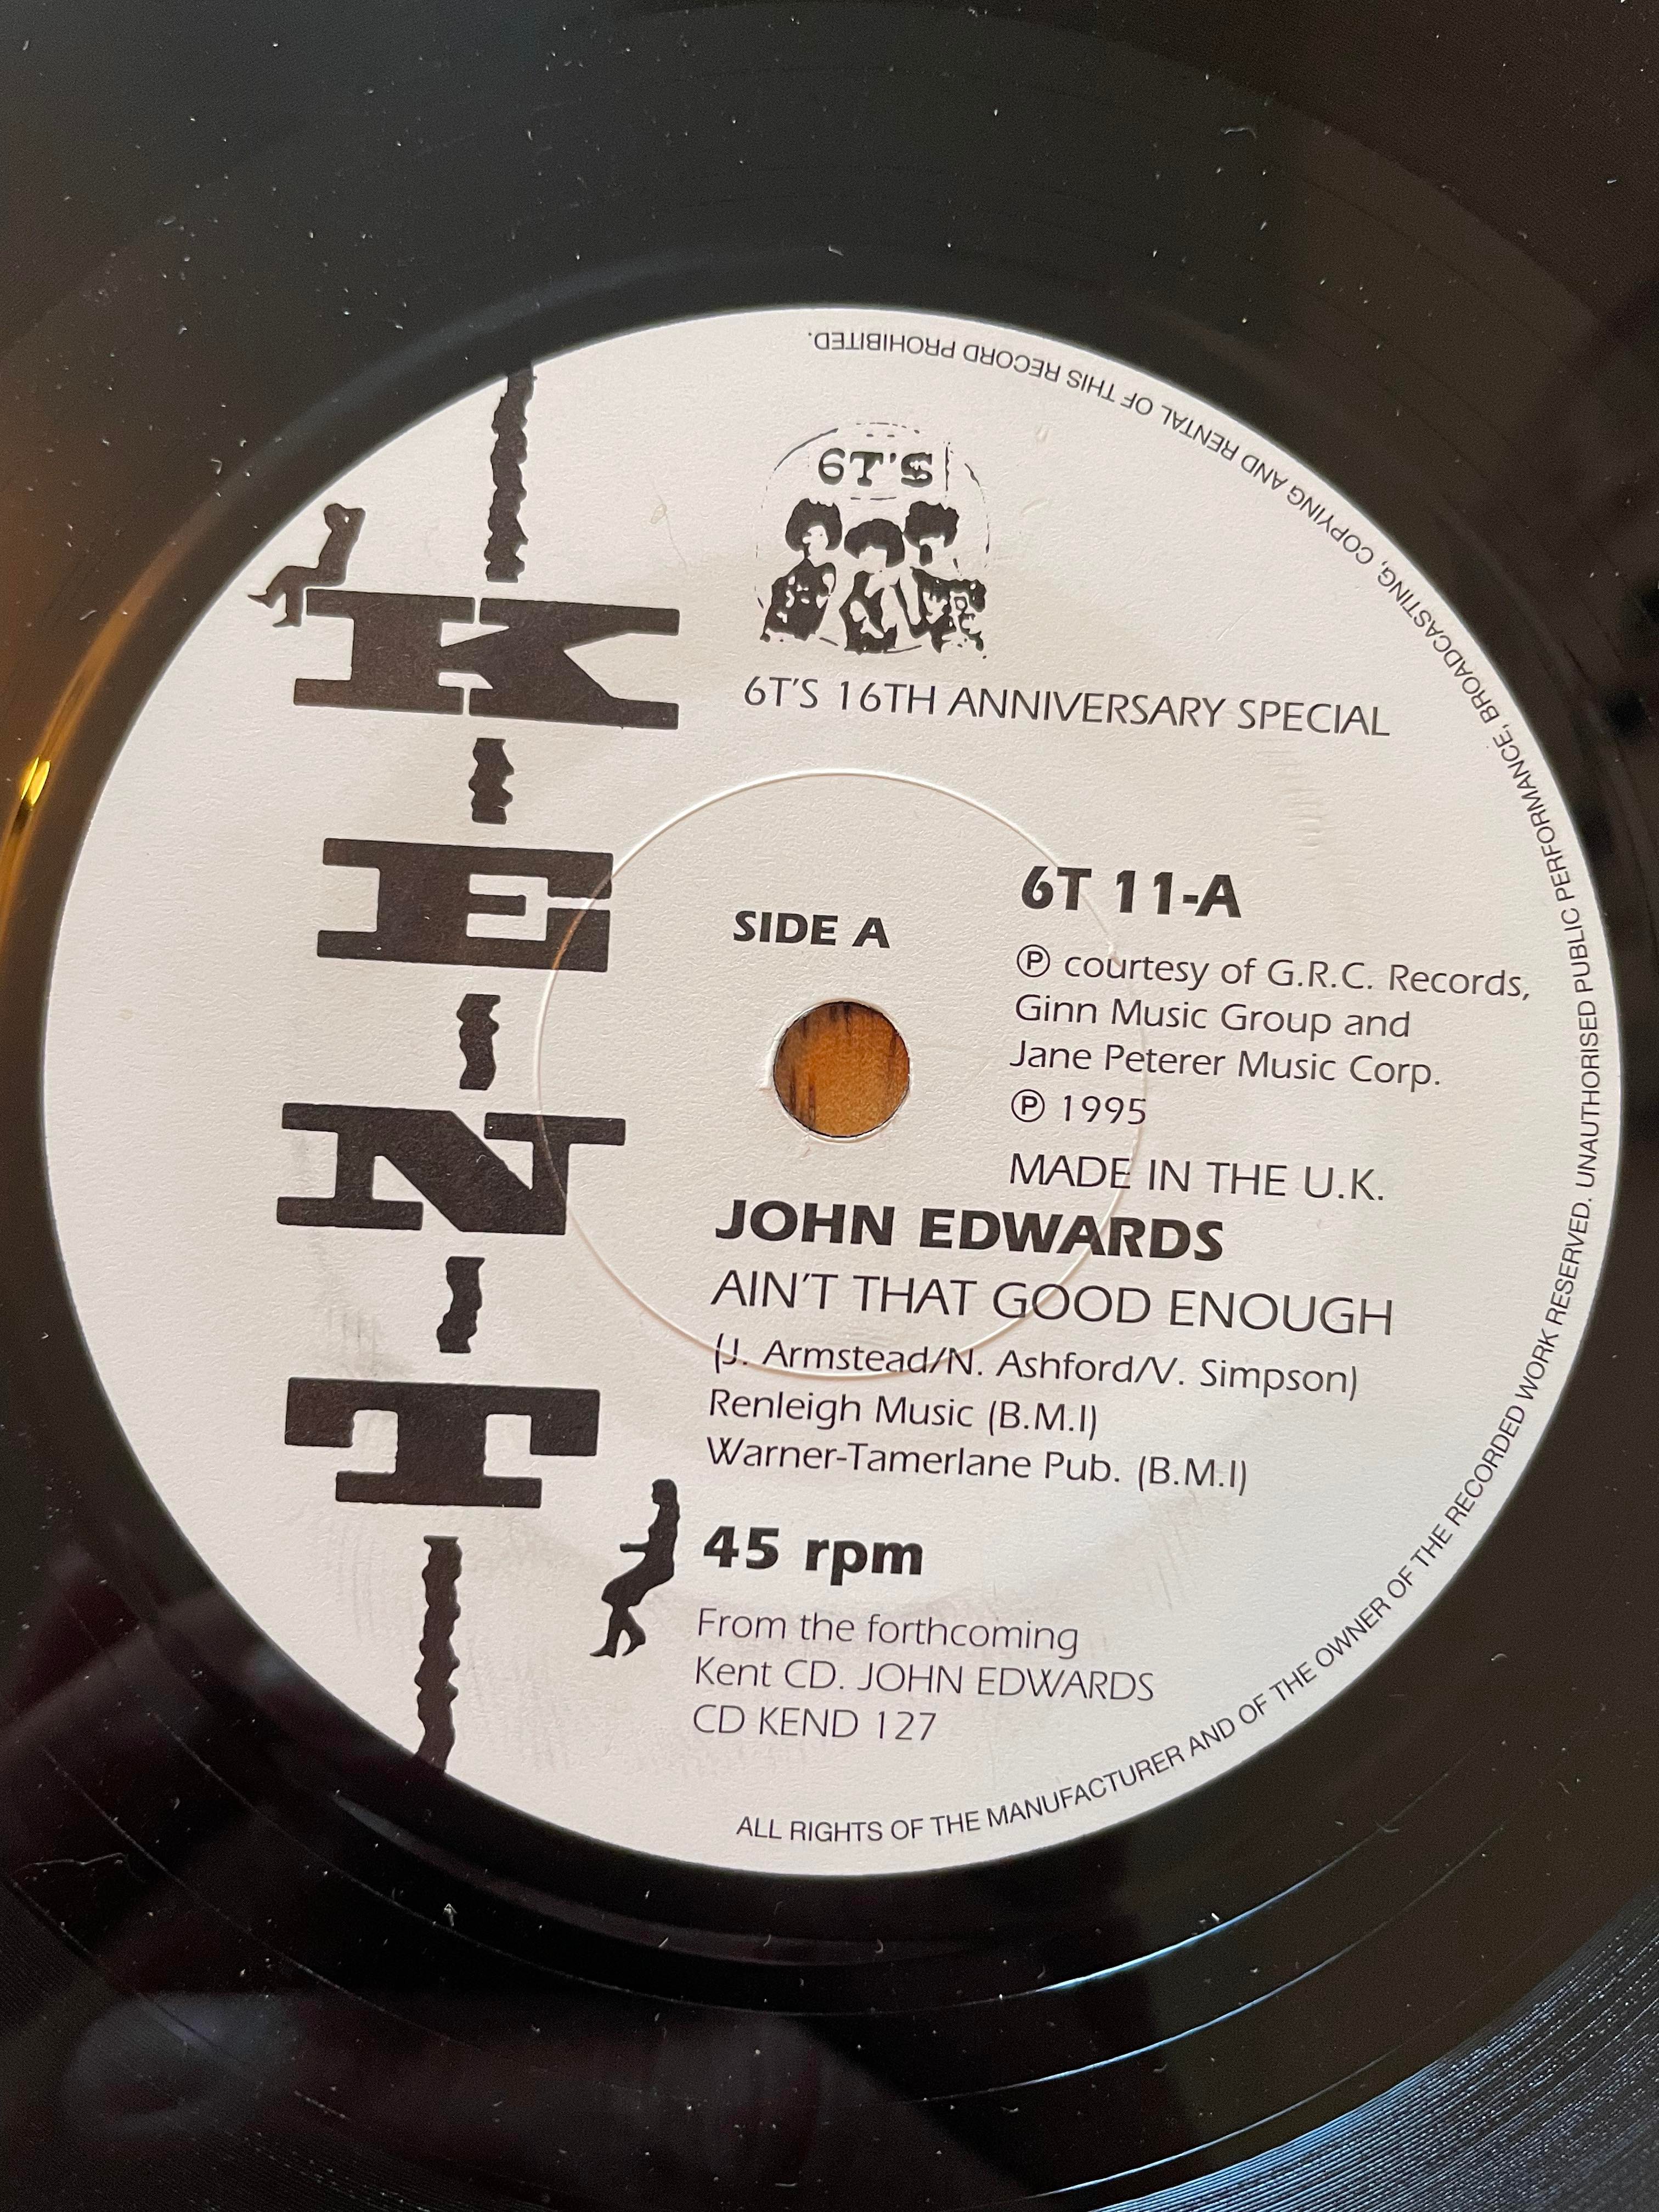 6T'S
6T'S 16TH ANNIVERSARY SPECIAL
KENT
SIDE A
6T 11-A
Ⓟ courtesy of G.R.C. Records,
Ginn Music Group and
Jane Peterer Music Corp.
Ⓟ 1995
MADE IN THE U.K.
JOHN EDWARDS
AIN'T THAT GOOD ENOUGH
(J. Armstead/N. Ashford/V. Simpson)
Renleigh Music (B.M.I)
Warner-Tamerlane Pub. (B.M.I)
45 rpm
From the forthcoming
Kent CD. JOHN EDWARDS
CD KEND 127
ALL RIGHTS OF THE MANUFACTURER AND OF THE OWNER OF THE RECORDED WORK RESERVED. UNAUTHORISED PUBLIC PERFORMANCE, BROADCASTING, COPYING AND RENTAL OF THIS RECORD PROHIBITED.